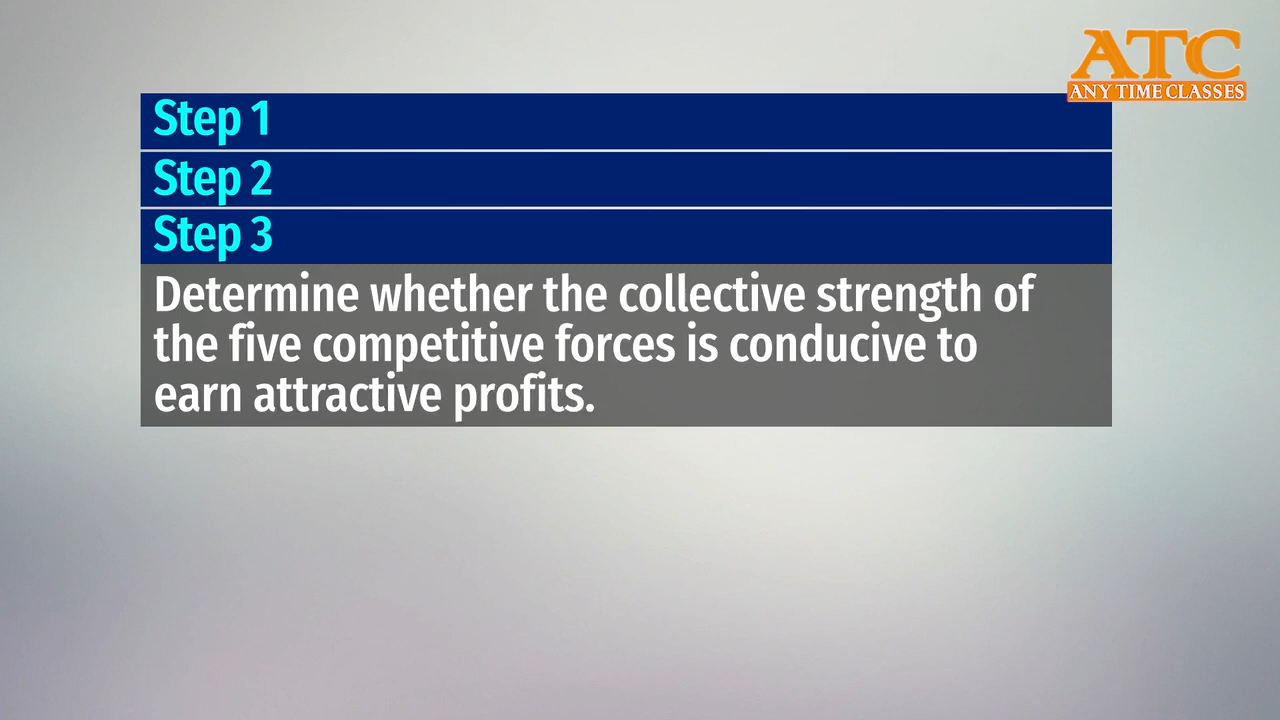 ATC
ANY TIME CLASSES
Step 1
Step 2
Step 3
Determine whether the collective strength of
the five competitive forces is conducive to
earn attractive profits.